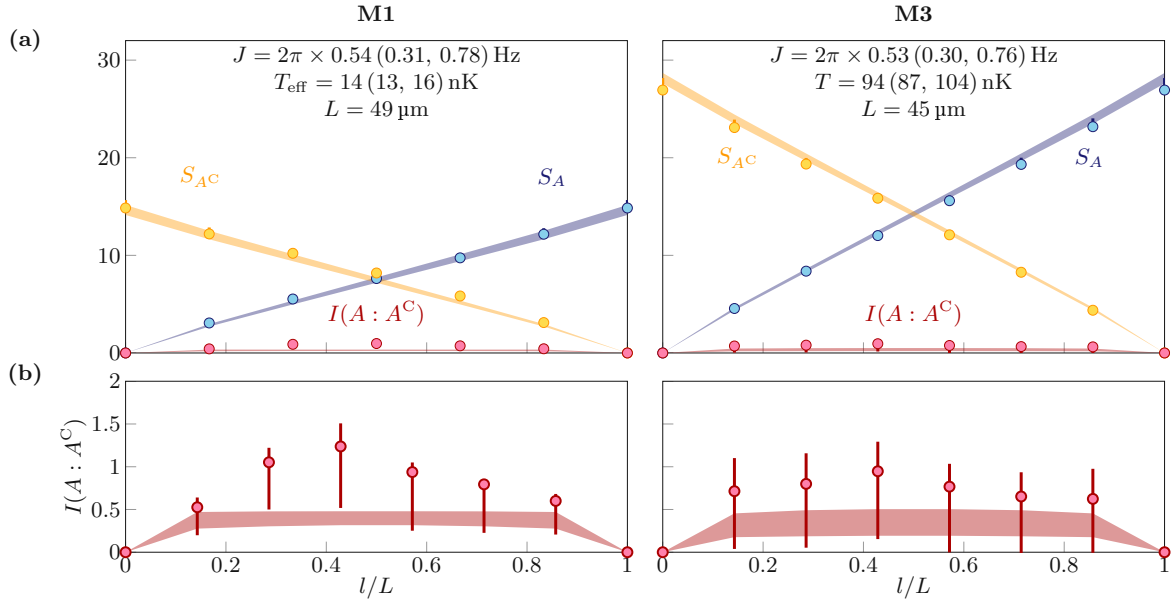 M1 M3
(a)
30
20
10
0
J = 2π × 0.54 (0.31, 0.78) Hz
T_eff = 14 (13, 16) nK
L = 49 µm
S_{A^C}
S_A
I(A : A^C)
J = 2π × 0.53 (0.30, 0.76) Hz
T = 94 (87, 104) nK
L = 45 µm
S_{A^C}
S_A
I(A : A^C)
(b)
I(A : A^C)
2
1.5
1
0.5
0
0 0.2 0.4 0.6 0.8 1
l/L
0 0.2 0.4 0.6 0.8 1
l/L